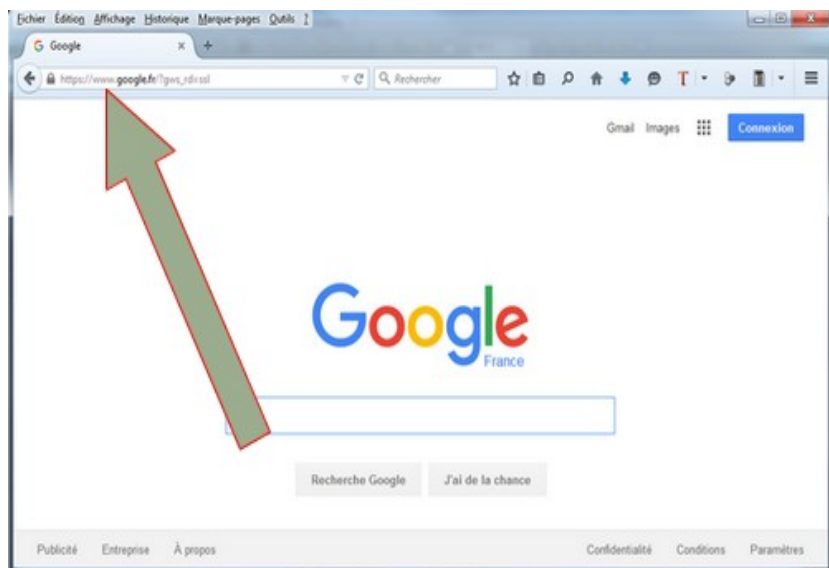 Fichier Édition Affichage Historique Marque-pages Outils ?
Google × +
https://www.google.fr/?gws_rd=ssl Rechercher
Gmail Images Connexion
Google
France
Recherche Google J'ai de la chance
Publicité Entreprise À propos Confidentialité Conditions Paramètres